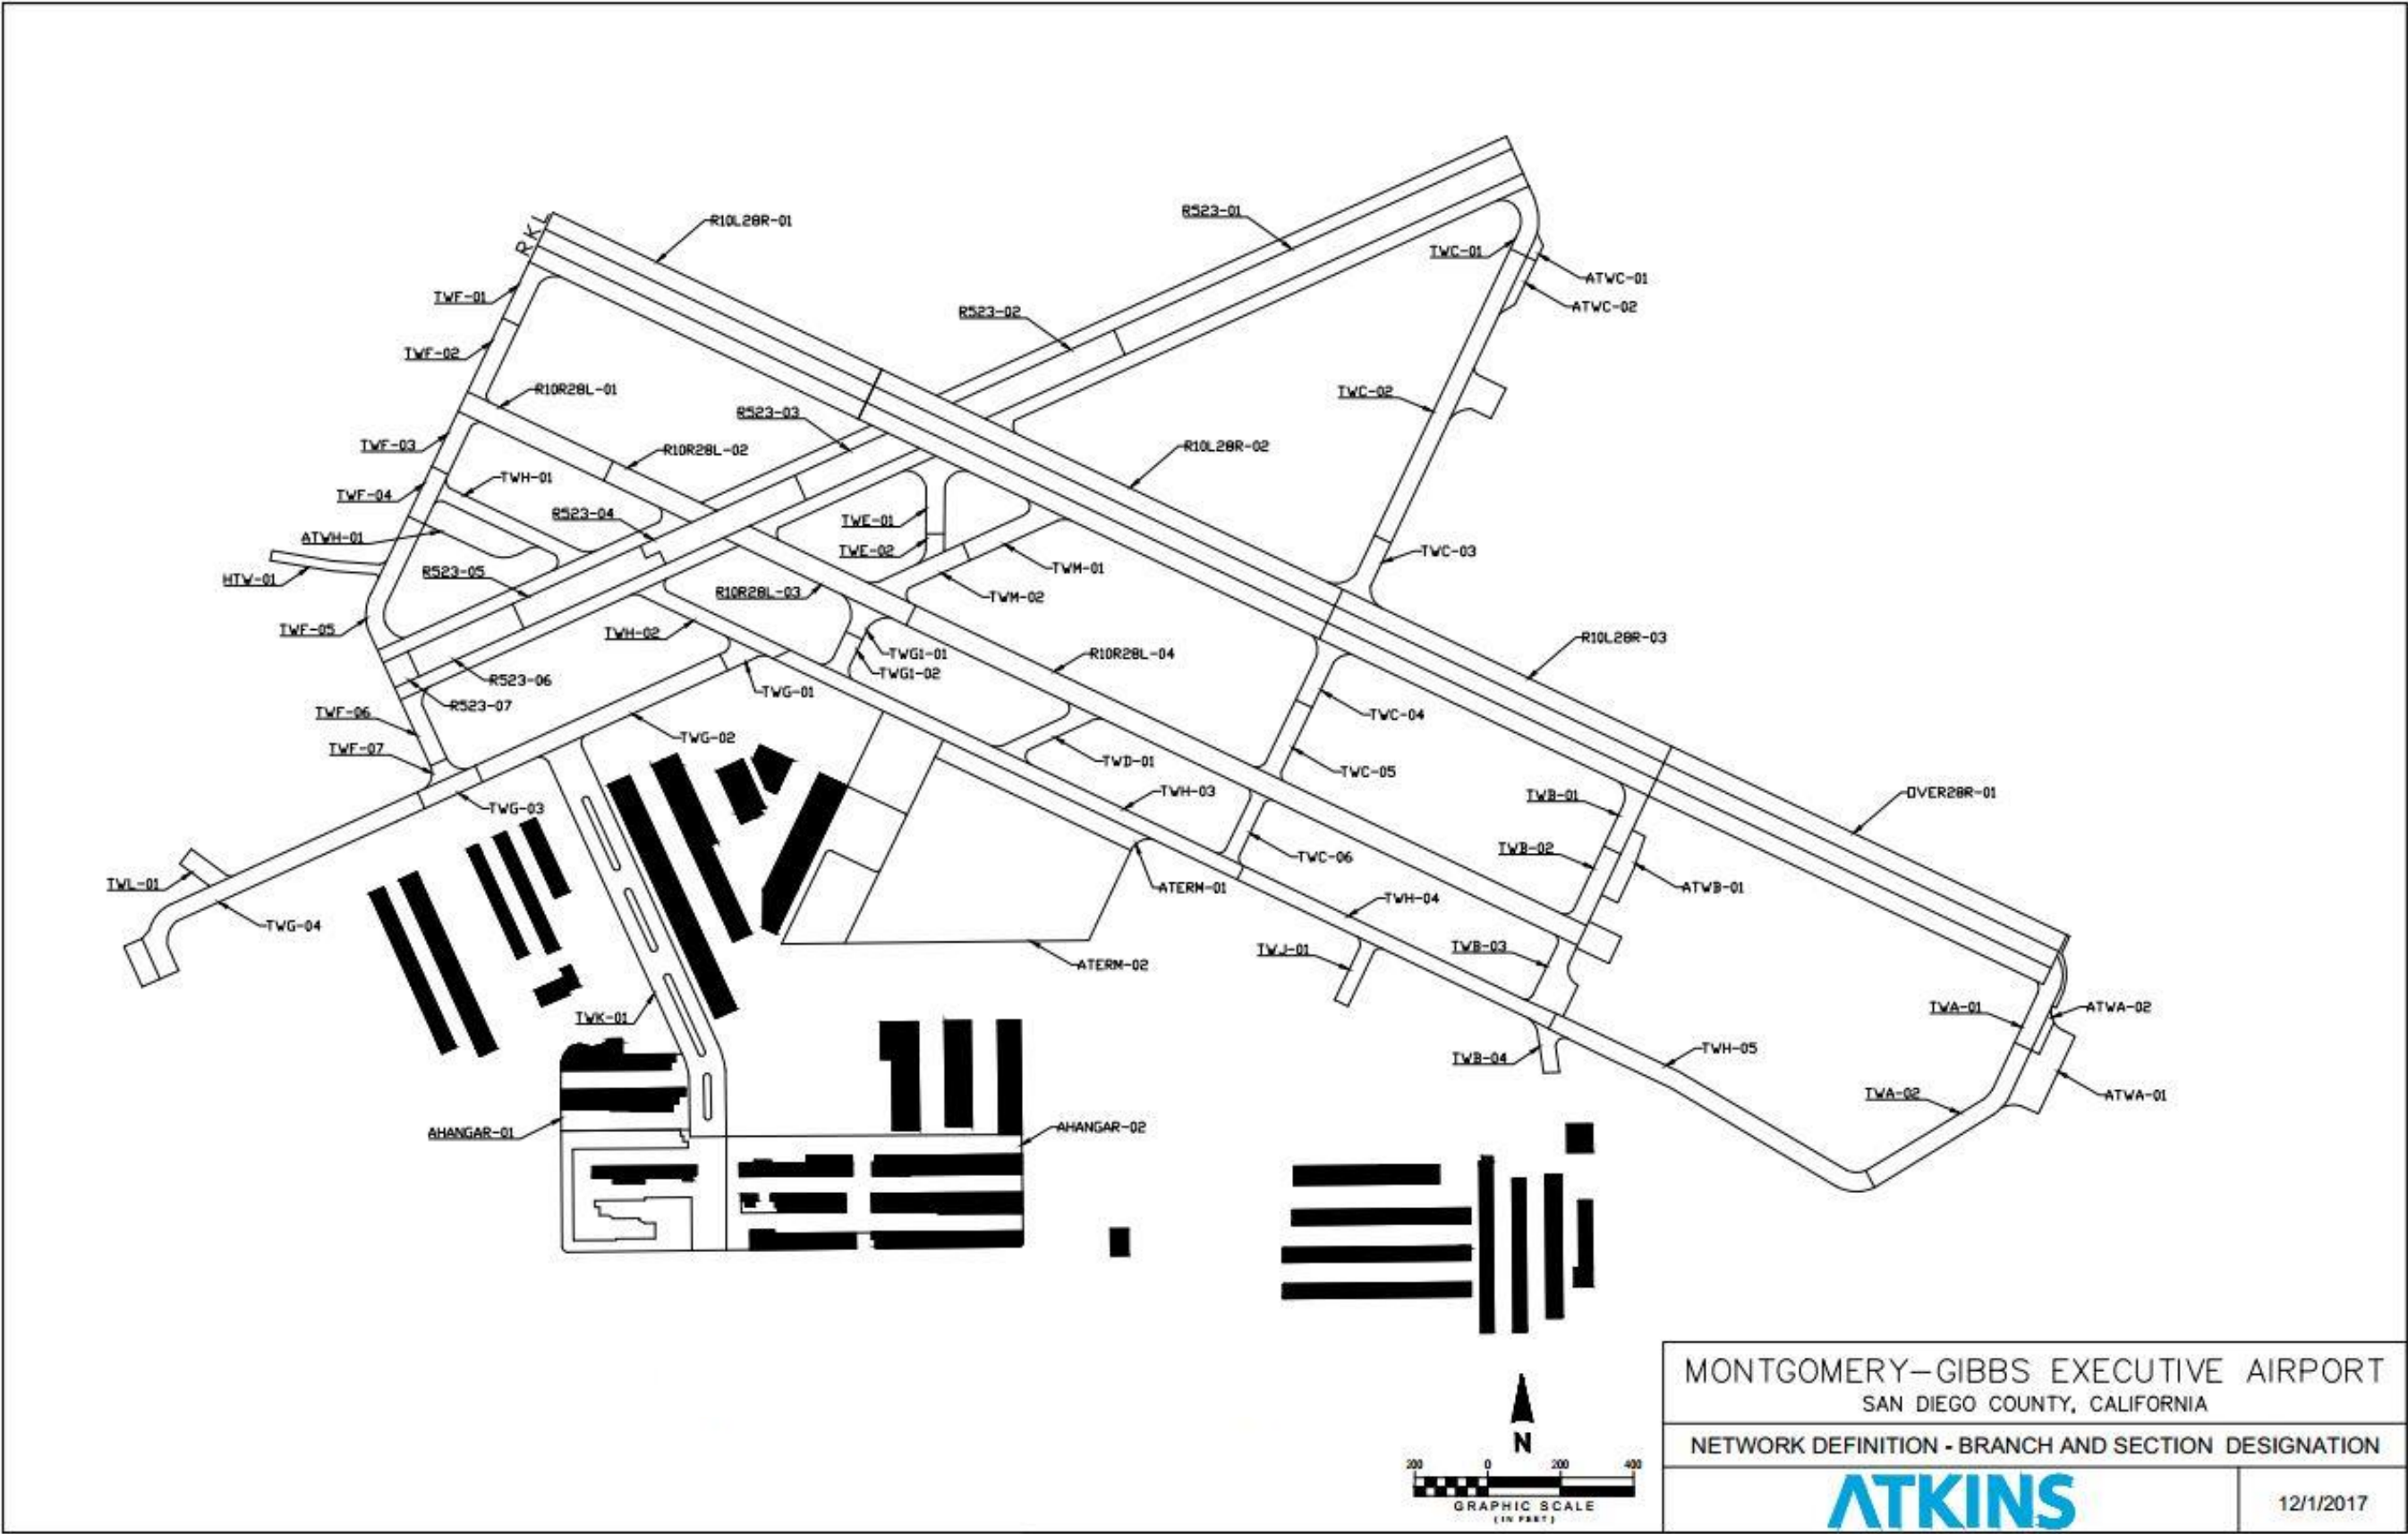 R10L28R-01
R523-01
RKL
TWC-01
ATWC-01
TWF-01
ATWC-02
R523-02
TWF-02
R10R28L-01
TWC-02
R523-03
TWF-03
R10R28L-02
R10L28R-02
TWH-01
TWF-04
R523-04
TWE-01
ATWH-01
TWE-02
TWC-03
R523-05
TWM-01
HTW-01
R10R28L-03
TWM-02
TWF-05
TWH-02
R10L28R-03
TWG1-01
R10R28L-04
TWG1-02
R523-06
TWG-01
R523-07
TWF-06
TWC-04
TWG-02
TWF-07
TWD-01
TWC-05
TWH-03
TWB-01
OVER28R-01
TWG-03
TWB-02
TWC-06
TWL-01
ATERM-01
ATWB-01
TWH-04
TWG-04
TWJ-01
TWB-03
ATERM-02
TWA-01
ATWA-02
TWK-01
TWH-05
TWB-04
TWA-02
ATWA-01
AHANGAR-01
AHANGAR-02
N
200 0 200 400
GRAPHIC SCALE
(IN FEET)
MONTGOMERY-GIBBS EXECUTIVE AIRPORT
SAN DIEGO COUNTY, CALIFORNIA
NETWORK DEFINITION - BRANCH AND SECTION DESIGNATION
ATKINS
12/1/2017